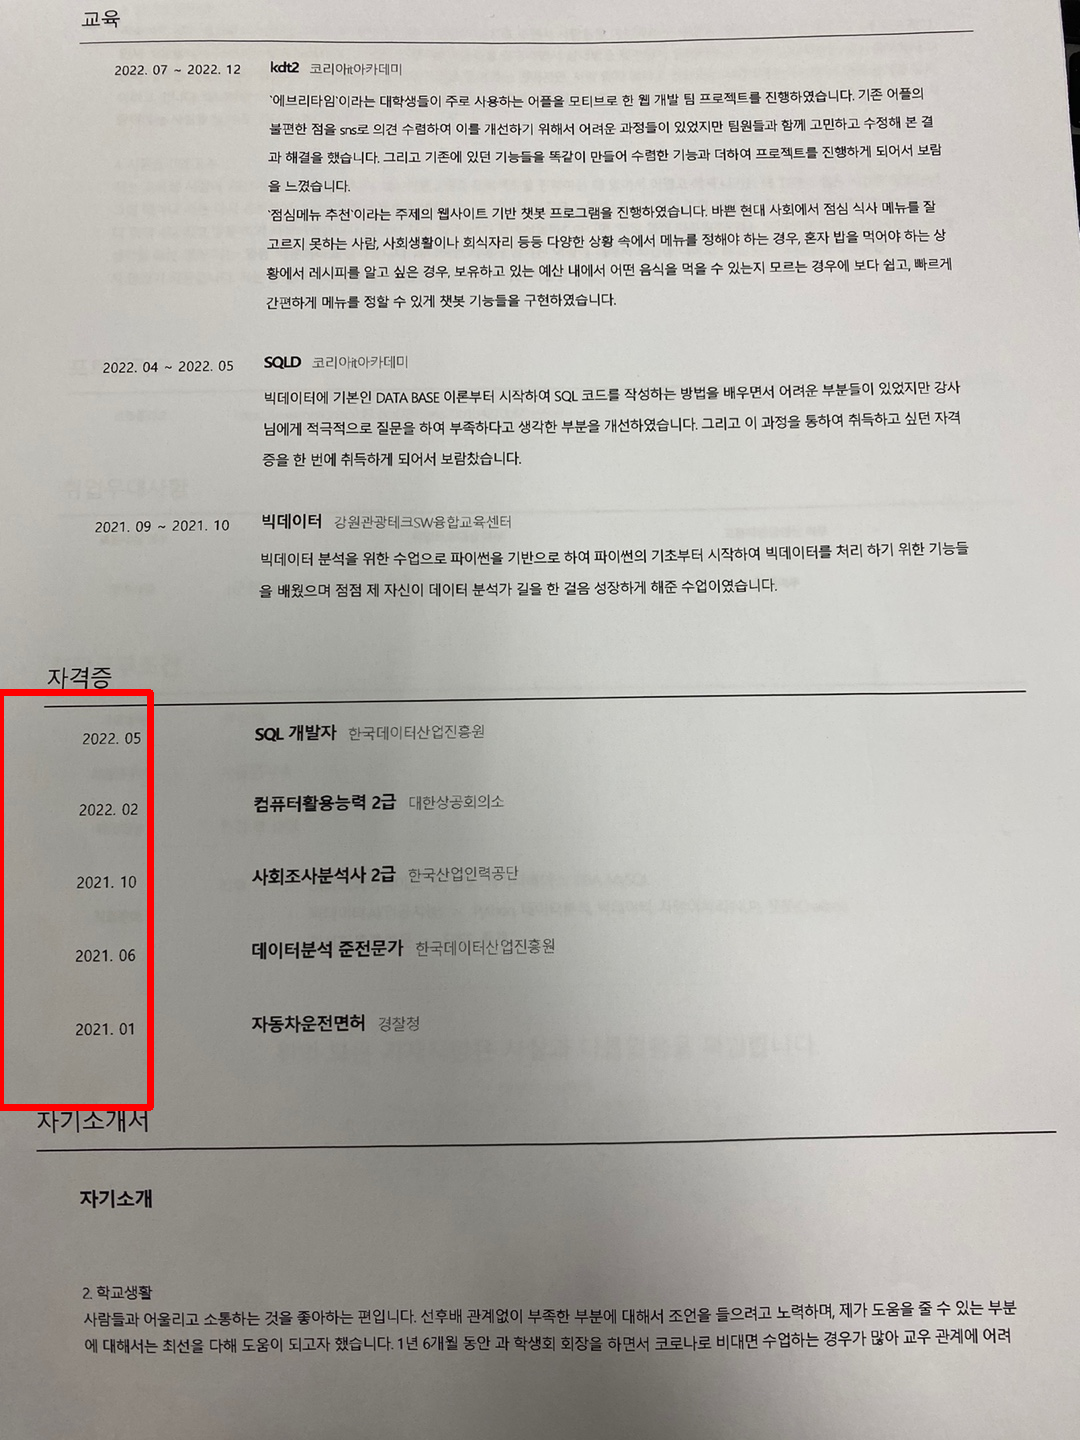 교육
2022. 07 ~ 2022. 12 kdt2 코리아it아카데미
'에브리타임'이라는 대학생들이 주로 사용하는 어플을 모티브로 한 웹 개발 팀 프로젝트를 진행하였습니다. 기존 어플의
불편한 점을 sns로 의견 수렴하여 이를 개선하기 위해서 어려운 과정들이 있었지만 팀원들과 함께 고민하고 수정해 본 결
과 해결을 했습니다. 그리고 기존에 있던 기능들을 똑같이 만들어 수렴한 기능과 더하여 프로젝트를 진행하게 되어서 보람
을 느꼈습니다.
'점심메뉴 추천'이라는 주제의 웹사이트 기반 챗봇 프로그램을 진행하였습니다. 바쁜 현대 사회에서 점심 식사 메뉴를 잘
고르지 못하는 사람, 사회생활이나 회식자리 등등 다양한 상황 속에서 메뉴를 정해야 하는 경우, 혼자 밥을 먹어야 하는 상
황에서 레시피를 알고 싶은 경우, 보유하고 있는 예산 내에서 어떤 음식을 먹을 수 있는지 모르는 경우에 보다 쉽고, 빠르게
간편하게 메뉴를 정할 수 있게 챗봇 기능들을 구현하였습니다.
2022. 04 ~ 2022. 05 SQLD 코리아it아카데미
빅데이터에 기본인 DATA BASE 이론부터 시작하여 SQL 코드를 작성하는 방법을 배우면서 어려운 부분들이 있었지만 강사
님에게 적극적으로 질문을 하여 부족하다고 생각한 부분을 개선하였습니다. 그리고 이 과정을 통하여 취득하고 싶던 자격
증을 한 번에 취득하게 되어서 보람찼습니다.
2021. 09 ~ 2021. 10 빅데이터 강원관광테크SW융합교육센터
빅데이터 분석을 위한 수업으로 파이썬을 기반으로 하여 파이썬의 기초부터 시작하여 빅데이터를 처리 하기 위한 기능들
을 배웠으며 점점 제 자신이 데이터 분석가 길을 한 걸음 성장하게 해준 수업이였습니다.
자격증
2022. 05 SQL 개발자 한국데이터산업진흥원
2022. 02 컴퓨터활용능력 2급 대한상공회의소
2021. 10 사회조사분석사 2급 한국산업인력공단
2021. 06 데이터분석 준전문가 한국데이터산업진흥원
2021. 01 자동차운전면허 경찰청
자기소개서
자기소개
2. 학교생활
사람들과 어울리고 소통하는 것을 좋아하는 편입니다. 선후배 관계없이 부족한 부분에 대해서 조언을 들으려고 노력하며, 제가 도움을 줄 수 있는 부분
에 대해서는 최선을 다해 도움이 되고자 했습니다. 1년 6개월 동안 과 학생회 회장을 하면서 코로나로 비대면 수업하는 경우가 많아 교우 관계에 어려